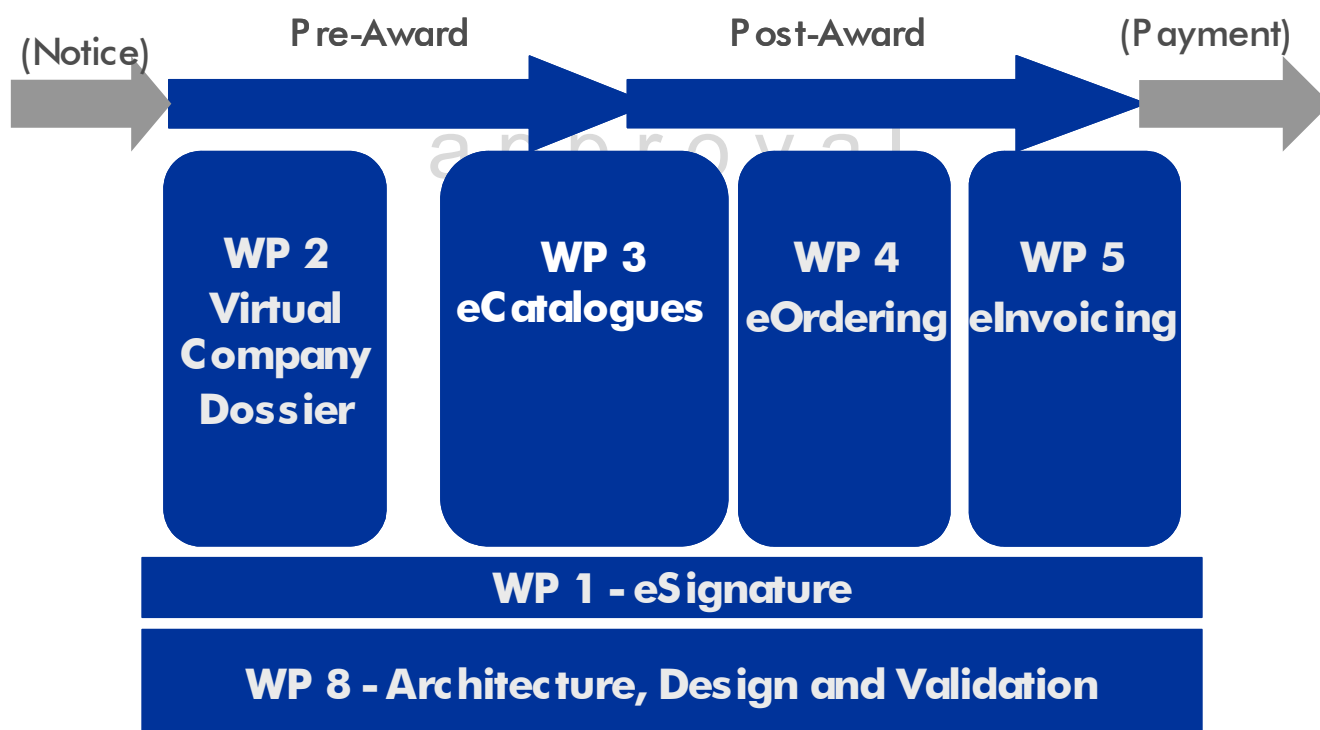 (Notice)
Pre-Award
Post-Award
(Payment)
approval
WP 2
Virtual
Company
Dossier
WP 3
eCatalogues
WP 4
eOrdering
WP 5
eInvoicing
WP 1 - eSignature
WP 8 - Architecture, Design and Validation